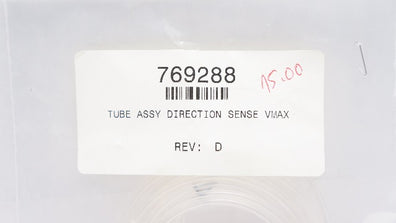 769288
15.00
TUBE ASSY DIRECTION SENSE VMAX
REV: D